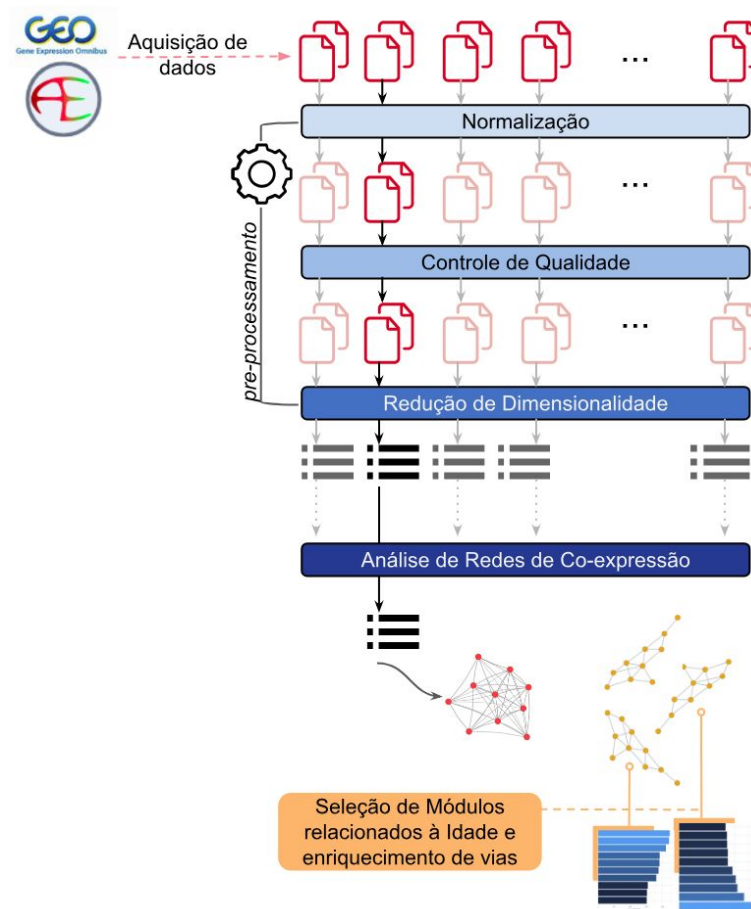 GEO
Gene Expression Omnibus
AE
Aquisição de
dados
...
Normalização
...
pre-processamento
Controle de Qualidade
...
Redução de Dimensionalidade
Análise de Redes de Co-expressão
Seleção de Módulos
relacionados à Idade e
enriquecimento de vias